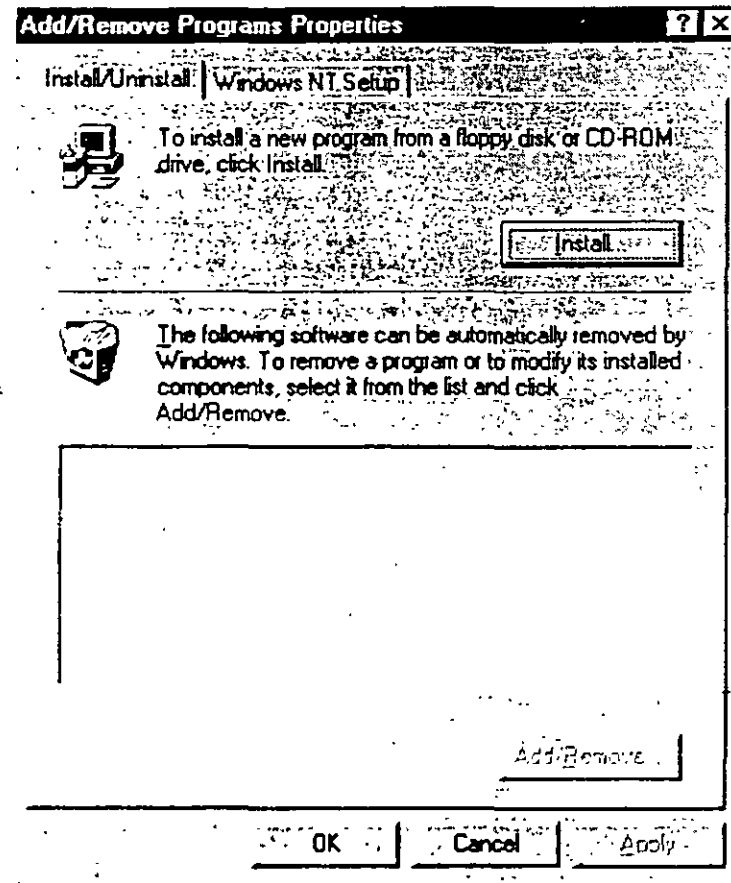 Add/Remove Programs Properties
Install/Uninstall Windows NT Setup
To install a new program from a floppy disk or CD-ROM
drive, click Install.
Install...
The following software can be automatically removed by
Windows. To remove a program or to modify its installed
components, select it from the list and click
Add/Remove.
Add/Remove...
OK Cancel Apply